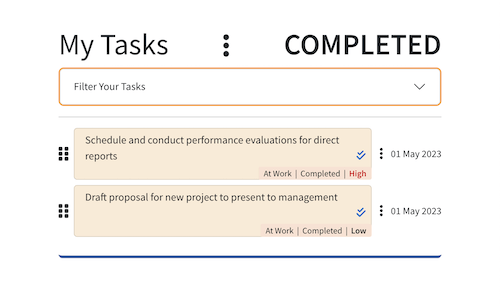 My Tasks COMPLETED
Filter Your Tasks
Schedule and conduct performance evaluations for direct
reports
01 May 2023
At Work | Completed | High
Draft proposal for new project to present to management
01 May 2023
At Work | Completed | Low